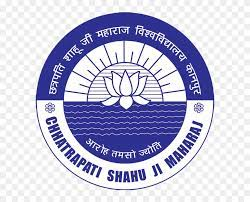 छत्रपति शाहू जी महाराज विश्वविद्यालय कानपुर
आरोह तमसो ज्योति
CHHATRAPATI SHAHU JI MAHARAJ